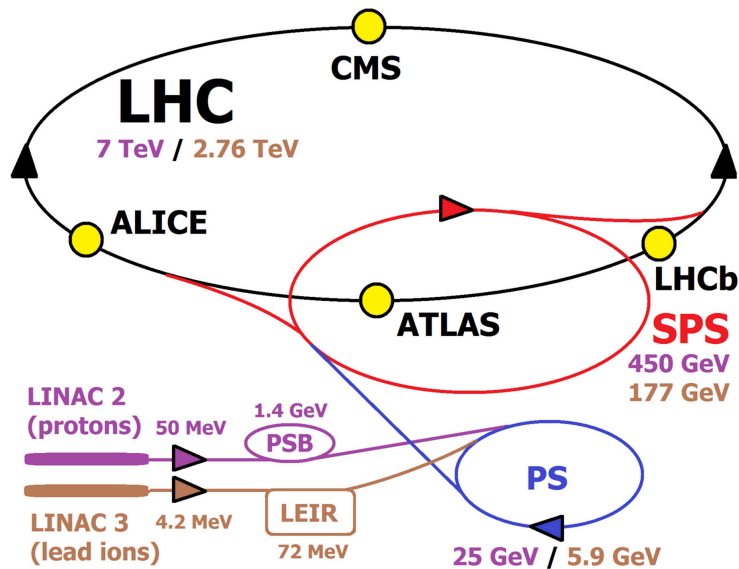 CMS
LHC
7 TeV / 2.76 TeV
ALICE
LHCb
ATLAS
SPS
450 GeV
177 GeV
LINAC 2
(protons)
50 MeV
1.4 GeV
PSB
PS
LINAC 3
(lead ions)
4.2 MeV
LEIR
72 MeV
25 GeV / 5.9 GeV